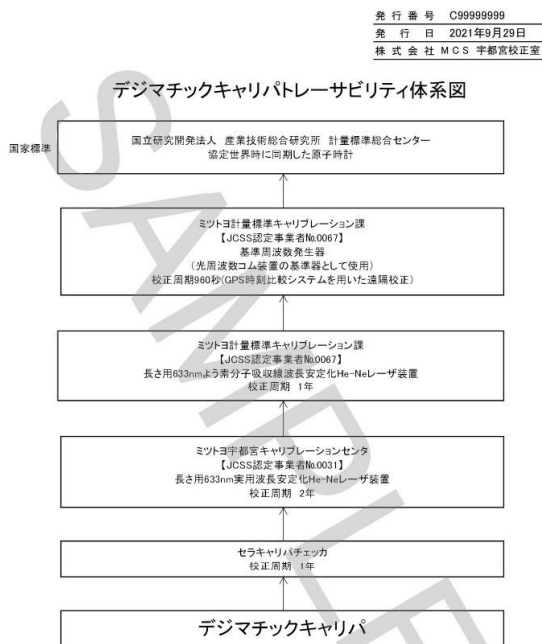 発行番号 C99999999
発行日 2021年9月29日
株式会社MCS 宇都宮校正室
デジマチックキャリパトレーサビリティ体系図
国家標準
国立研究開発法人 産業技術総合研究所 計量標準総合センター
協定世界時に同期した原子時計
ミツトヨ計量標準キャリブレーション課
【JCSS認定事業者№0067】
基準周波数発生器
(光周波数コム装置の基準器として使用)
校正周期960秒(GPS時刻比較システムを用いた遠隔校正)
ミツトヨ計量標準キャリブレーション課
【JCSS認定事業者№0067】
長さ用633nmよう素分子吸収線波長安定化He-Neレーザ装置
校正周期 1年
ミツトヨ宇都宮キャリブレーションセンタ
【JCSS認定事業者№0031】
長さ用633nm実用波長安定化He-Neレーザ装置
校正周期 2年
セラキャリパチェッカ
校正周期 1年
デジマチックキャリパ
SAMPLE